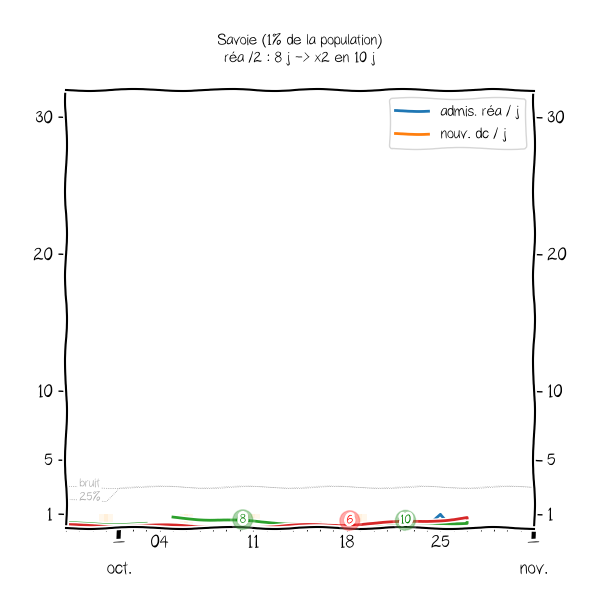 Savoie (1% de la population)
réa /2 : 8 j -> x2 en 10 j
admis. réa / j
nouv. dc / j
30
30
20
20
10
10
5
5
bruit
25%
1
1
8
6
10
04
11
18
25
oct.
nov.